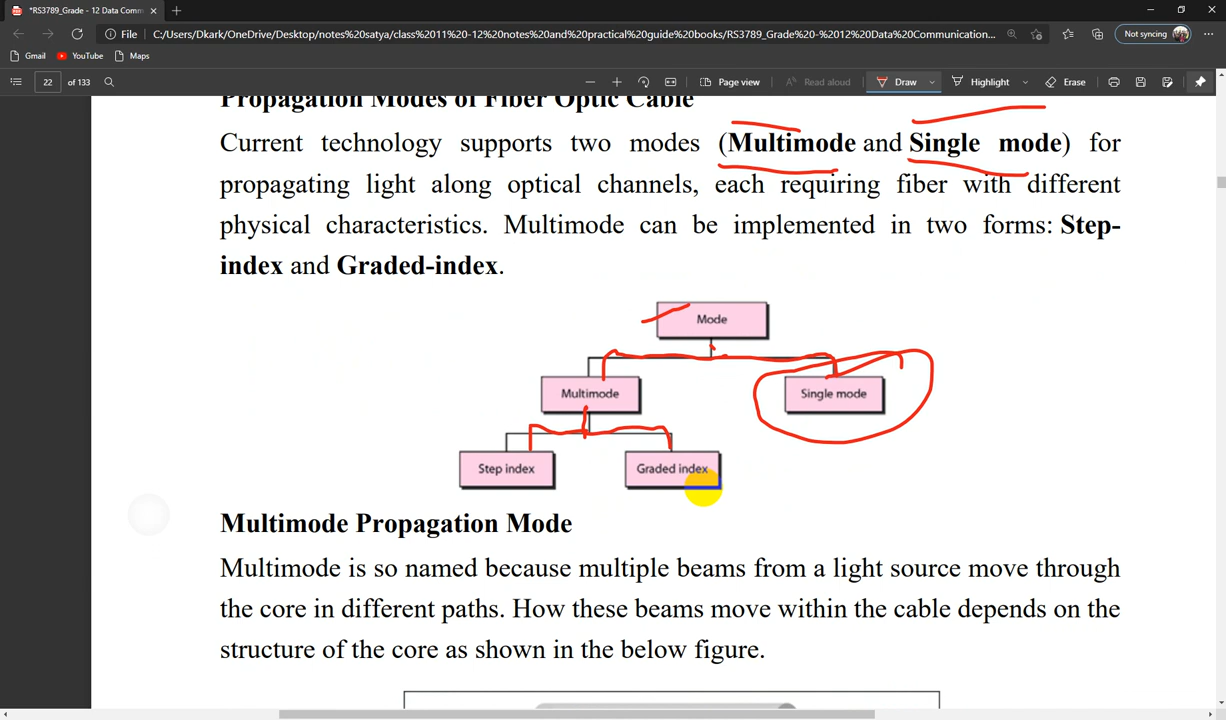 *RS3789_Grade - 12 Data Comm
File
C:/Users/Dkark/OneDrive/Desktop/notes%20satya/class%2011%20-12%20notes%20and%20practical%20guide%20books/RS3789_Grade%20-%2012%20Data%20Communication...
Not syncing
Gmail
YouTube
Maps
22
of 133
Page view
Read aloud
Draw
Highlight
Erase
Propagation Modes of Fiber Optic Cable
Current technology supports two modes (Multimode and Single mode) for
propagating light along optical channels, each requiring fiber with different
physical characteristics. Multimode can be implemented in two forms: Step-
index and Graded-index.
Mode
Multimode
Single mode
Step index
Graded index
Multimode Propagation Mode
Multimode is so named because multiple beams from a light source move through
the core in different paths. How these beams move within the cable depends on the
structure of the core as shown in the below figure.